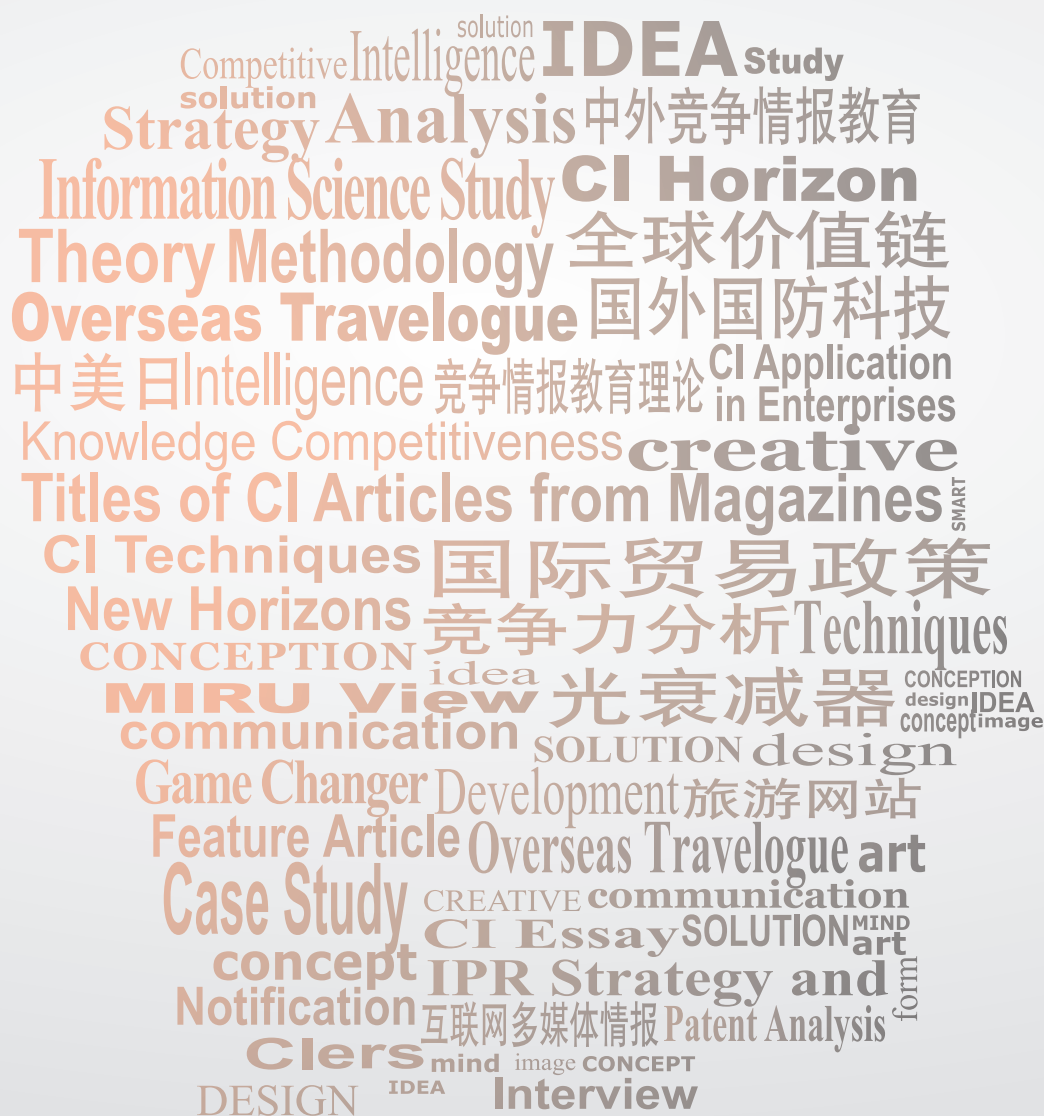 solution
Competitive Intelligence IDEA Study
solution
Strategy Analysis 中外竞争情报教育
Information Science Study CI Horizon
Theory Methodology 全球价值链
Overseas Travelogue 国外国防科技
中美日Intelligence 竞争情报教育理论 CI Application
in Enterprises
Knowledge Competitiveness creative
Titles of CI Articles from Magazines SMART
CI Techniques 国际贸易政策
New Horizons 竞争力分析 Techniques
CONCEPTION idea
MIRU View 光衰减器 CONCEPTION
design IDEA
concept image
communication
SOLUTION design
Game Changer Development 旅游网站
Feature Article Overseas Travelogue art
Case Study CREATIVE communication
CI Essay SOLUTION MIND
art
concept IPR Strategy and form
Notification 互联网多媒体情报 Patent Analysis
CIers mind image CONCEPT
DESIGN IDEA Interview